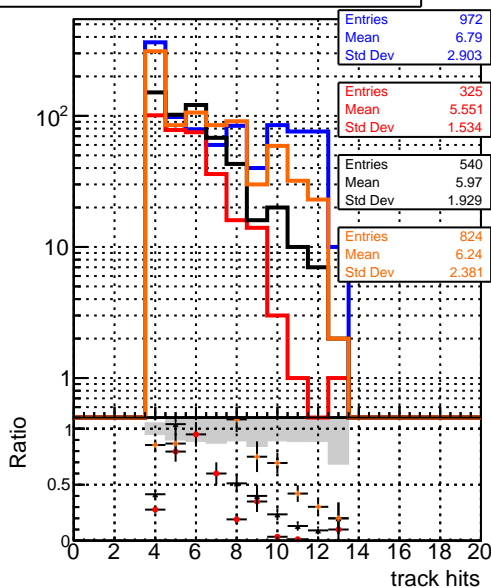 Entries 972
Mean 6.79
Std Dev 2.903
Entries 325
Mean 5.551
Std Dev 1.534
Entries 540
Mean 5.97
Std Dev 1.929
Entries 824
Mean 6.24
Std Dev 2.381
10²
10
1
Ratio
1
0.5
0
0 2 4 6 8 10 12 14 16 18 20
track hits